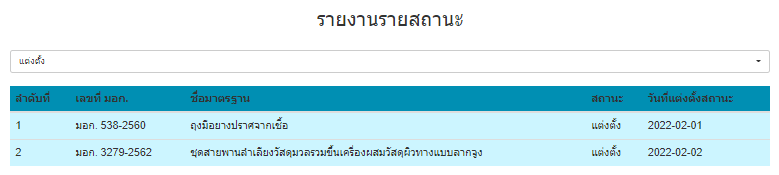 รายงานรายสถานะ
แต่งตั้ง
ลำดับที่ เลขที่ มอก. ชื่อมาตรฐาน สถานะ วันที่แต่งตั้งสถานะ
1 มอก. 538-2560 ถุงมือยางปราศจากเชื้อ แต่งตั้ง 2022-02-01
2 มอก. 3279-2562 ชุดสายพานลำเลียงวัสดุมวลรวมขึ้นเครื่องผสมวัสดุผิวทางแบบลากจูง แต่งตั้ง 2022-02-02